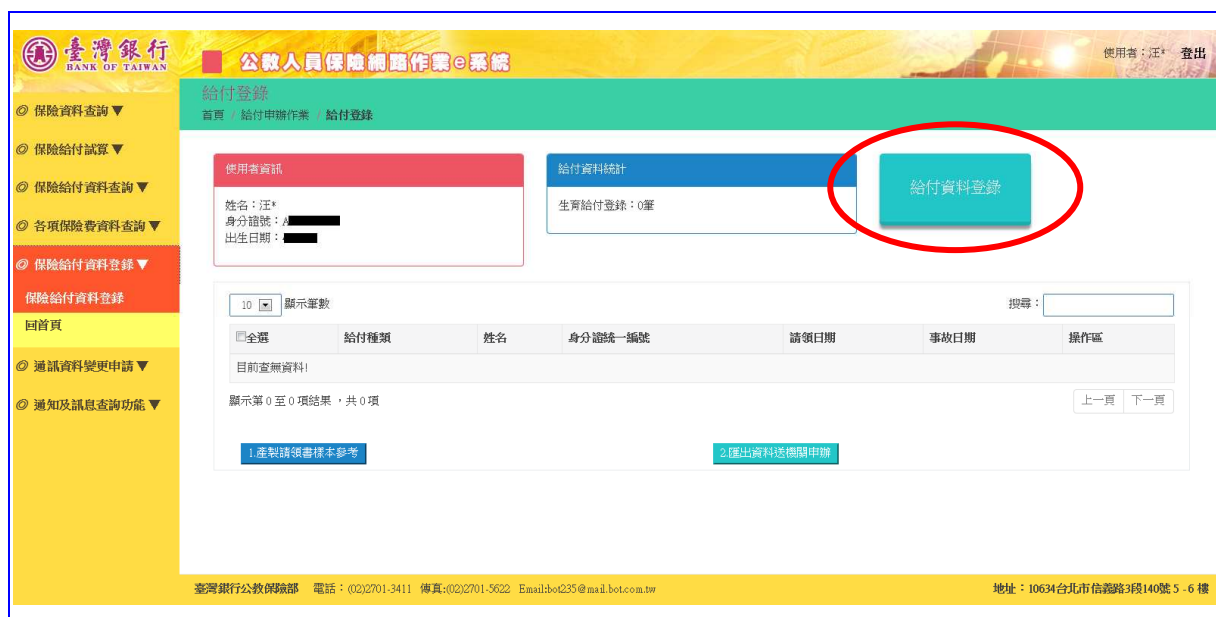 臺灣銀行
BANK OF TAIWAN
公教人員保險網路作業e系統
使用者：汪* 登出
保險資料查詢▼
保險給付試算▼
保險給付資料查詢▼
各項保險費資料查詢▼
保險給付資料登錄▼
保險給付資料登錄
回首頁
通訊資料變更申請▼
通知及訊息查詢功能▼
給付登錄
首頁 / 給付申辦作業 / 給付登錄
使用者資訊
姓名：汪*
身分證號：A
出生日期：
給付資料統計
生育給付登錄：0筆
給付資料登錄
10 顯示筆數
搜尋：
全選 給付種類 姓名 身分證統一編號 請領日期 事故日期 操作區
目前查無資料!
顯示第 0 至 0 項結果，共 0 項
上一頁 下一頁
1.產製請領書樣本參考
2.匯出資料送機關申辦
臺灣銀行公教保險部 電話：(02)2701-3411 傳真:(02)2701-5622 Email:bot235@mail.bot.com.tw
地址：10634台北市信義路3段140號 5 - 6 樓